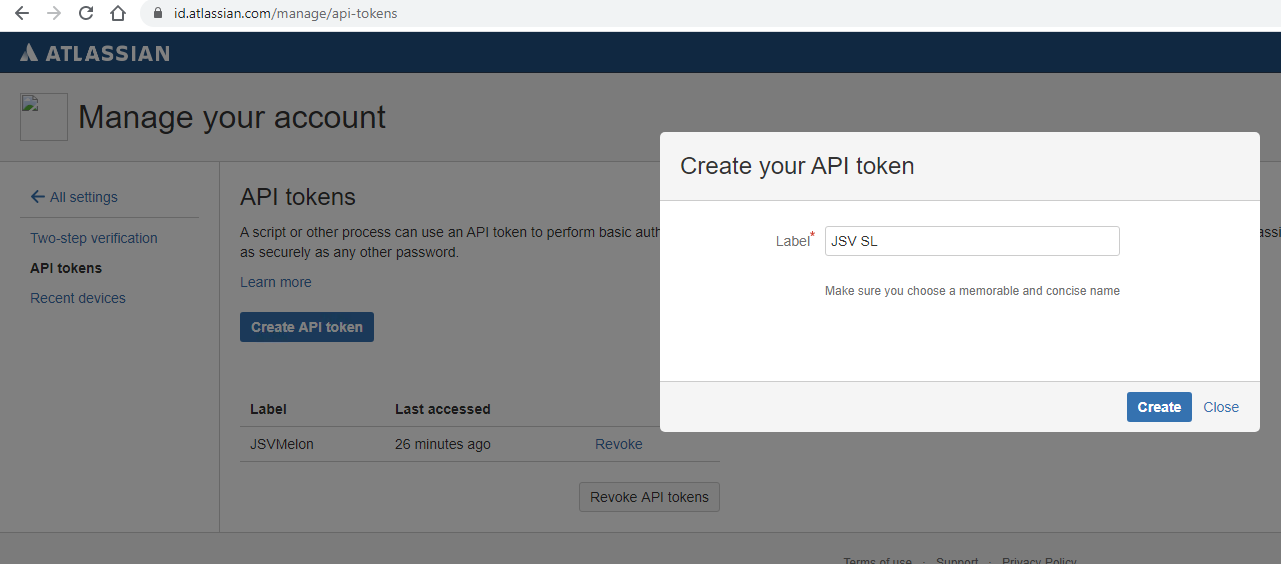 id.atlassian.com/manage/api-tokens
ATLASSIAN
Manage your account
All settings
Two-step verification
API tokens
Recent devices
API tokens
A script or other process can use an API token to perform basic auth
as securely as any other password.
Learn more
Create API token
Label Last accessed
JSVMelon 26 minutes ago Revoke
Revoke API tokens
Create your API token
Label* JSV SL
Make sure you choose a memorable and concise name
Create Close
Terms of use · Support · Privacy Policy